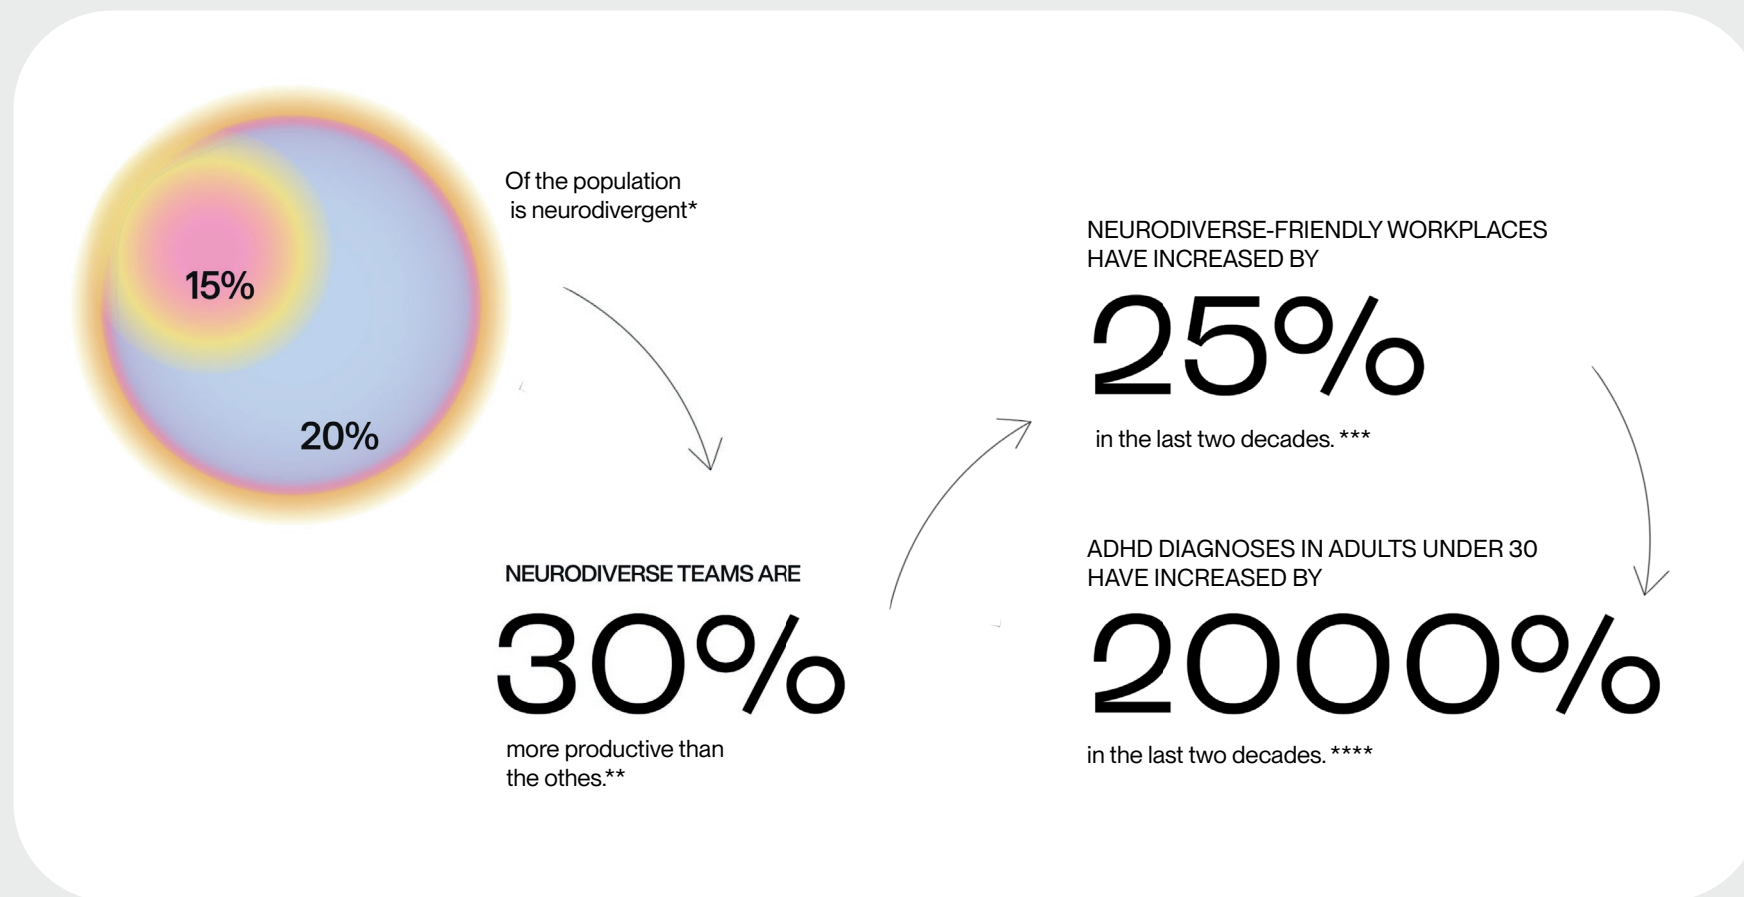 15%
20%
Of the population
is neurodivergent*
NEURODIVERSE TEAMS ARE
30%
more productive than
the othes.**
NEURODIVERSE-FRIENDLY WORKPLACES
HAVE INCREASED BY
25%
in the last two decades. ***
ADHD DIAGNOSES IN ADULTS UNDER 30
HAVE INCREASED BY
2000%
in the last two decades. ****